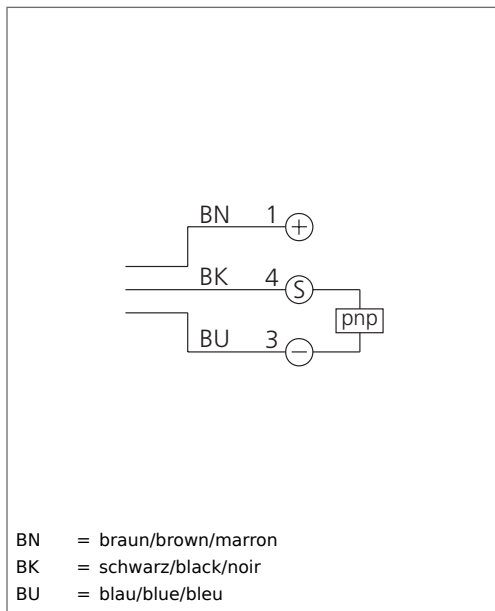 BN 1 +
BK 4 S
pnp
BU 3 −
BN = braun/brown/marron
BK = schwarz/black/noir
BU = blau/blue/bleu